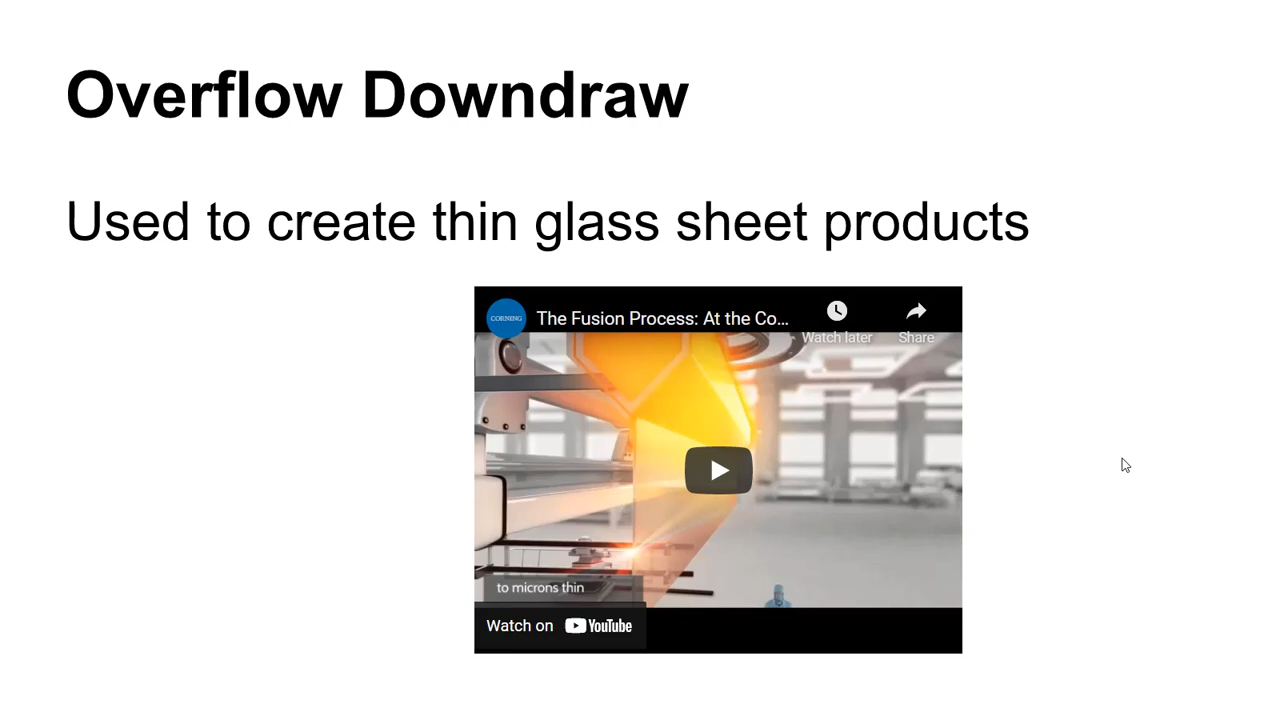 Overflow Downdraw
Used to create thin glass sheet products
CORNING
The Fusion Process: At the Co...
Watch later
Share
to microns thin
Watch on YouTube